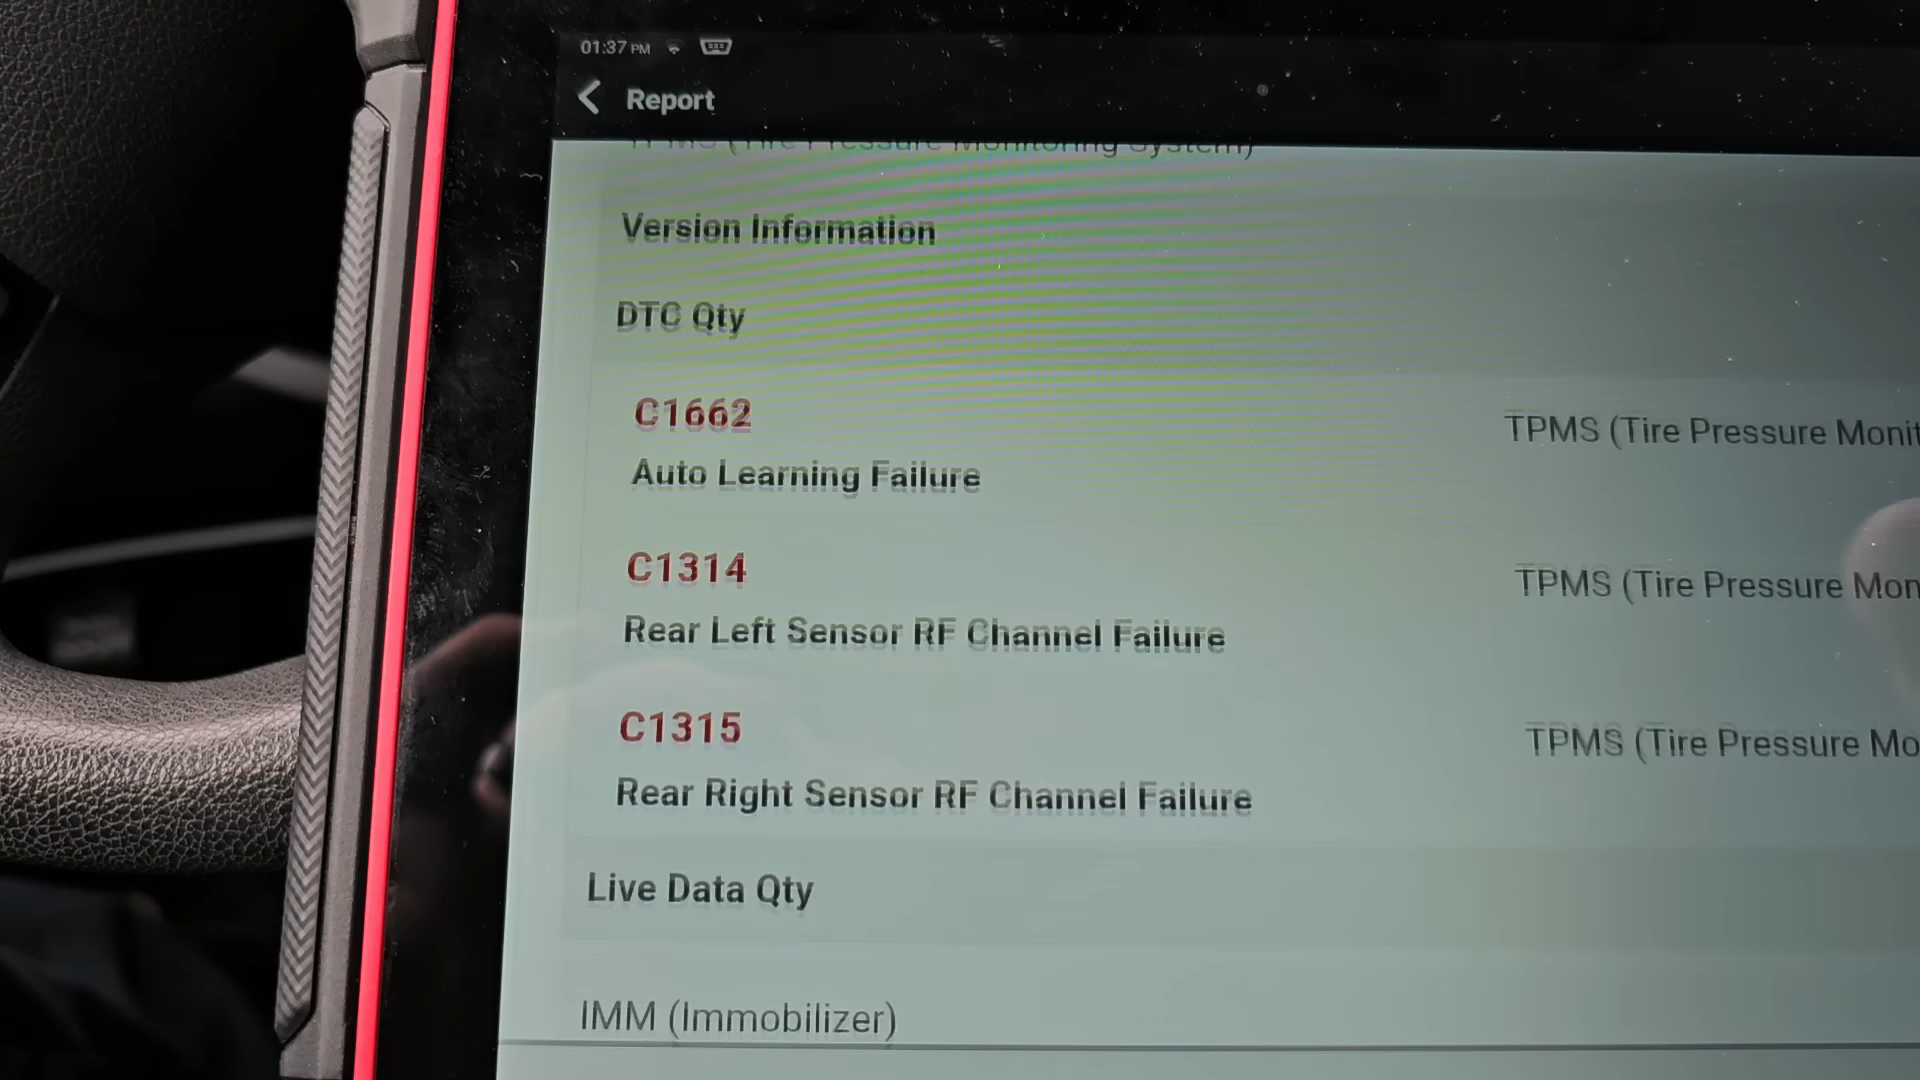 01:37 PM
Report
TPMS (Tire Pressure Monitoring System)
Version Information
DTC Qty
C1662
TPMS (Tire Pressure Monit
Auto Learning Failure
C1314
TPMS (Tire Pressure Mon
Rear Left Sensor RF Channel Failure
C1315
TPMS (Tire Pressure Mo
Rear Right Sensor RF Channel Failure
Live Data Qty
IMM (Immobilizer)